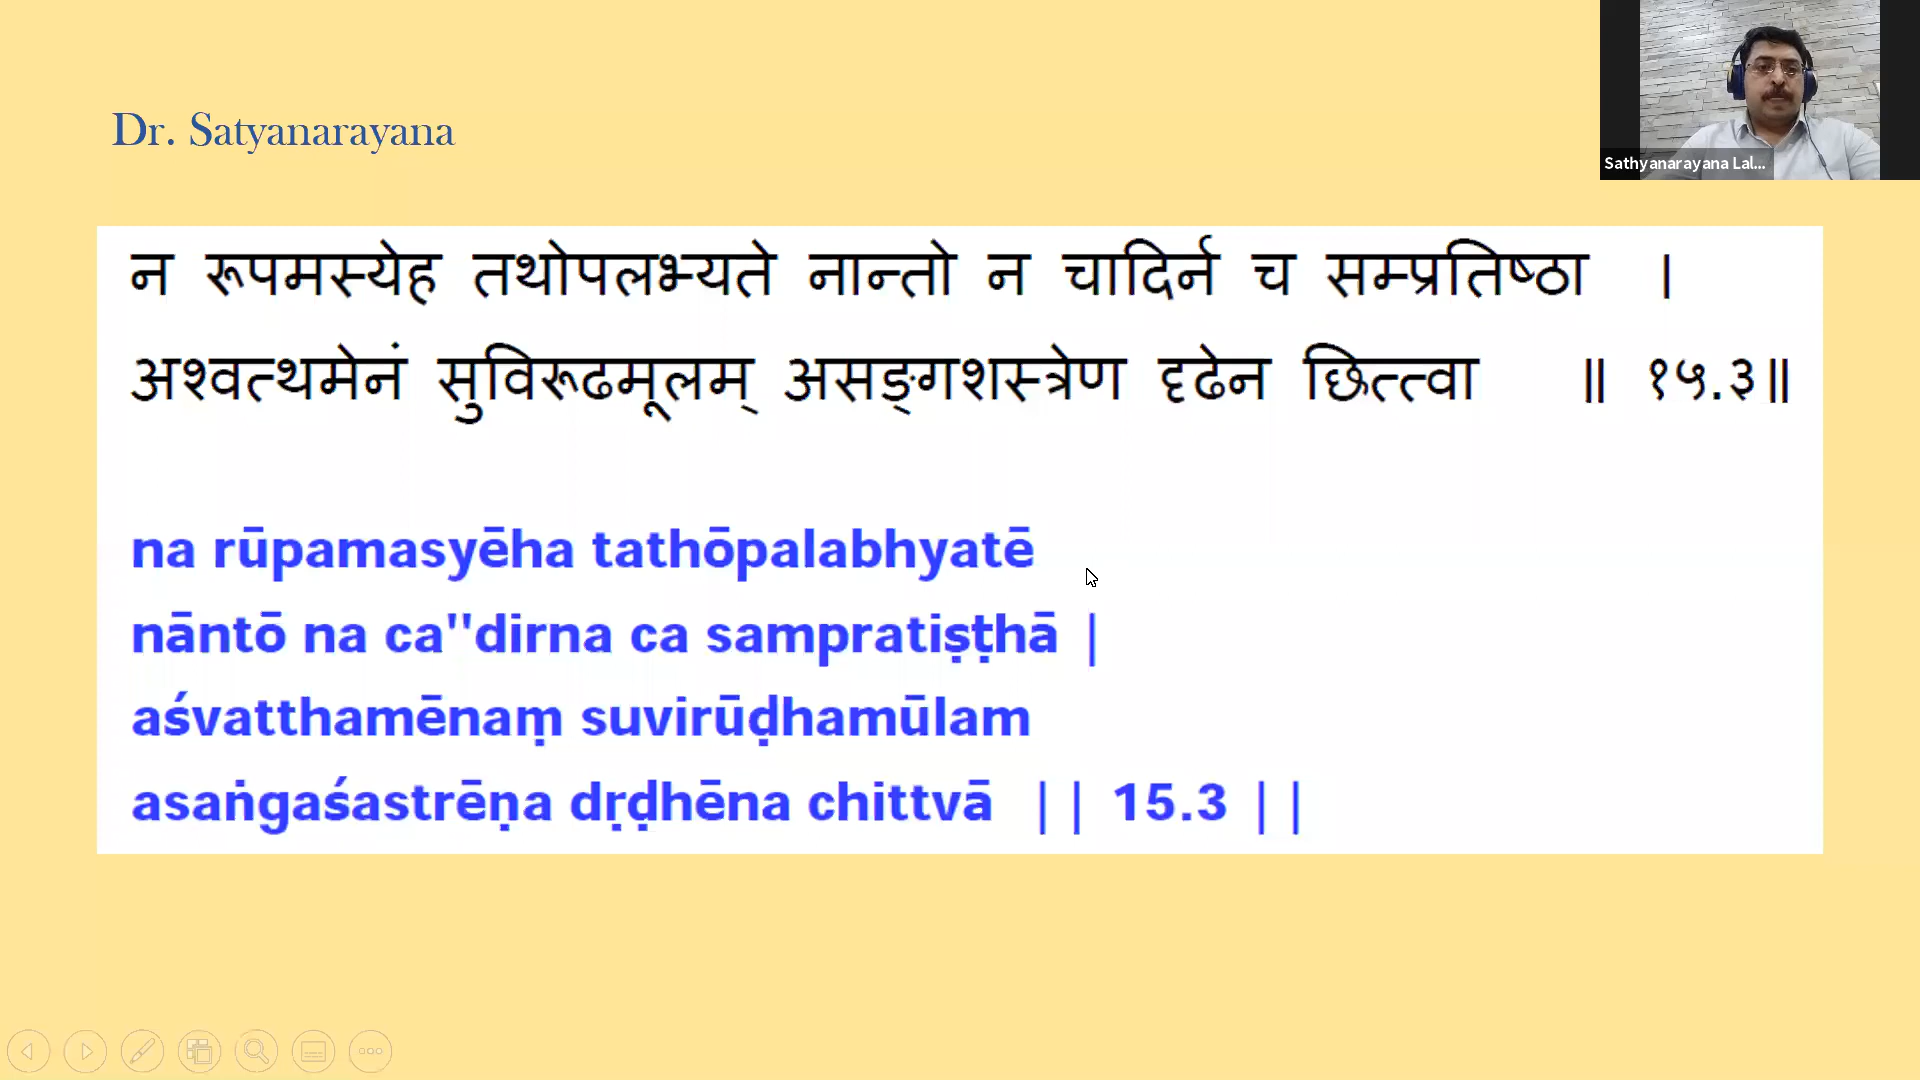 Dr. Satyanarayana
Sathyanarayana Lal...
न रूपमस्येह तथोपलभ्यते नान्तो न चादिर्न च सम्प्रतिष्ठा ।
अश्वत्थमेनं सुविरूढमूलम् असङ्गशस्त्रेण दृढेन छित्त्वा ॥ १५.३॥
na rūpamasyēha tathōpalabhyatē
nāntō na ca''dirna ca sampratiṣṭhā |
aśvatthamēnaṃ suvirūḍhamūlam
asaṅgaśastrēṇa dṛḍhēna chittvā || 15.3 ||